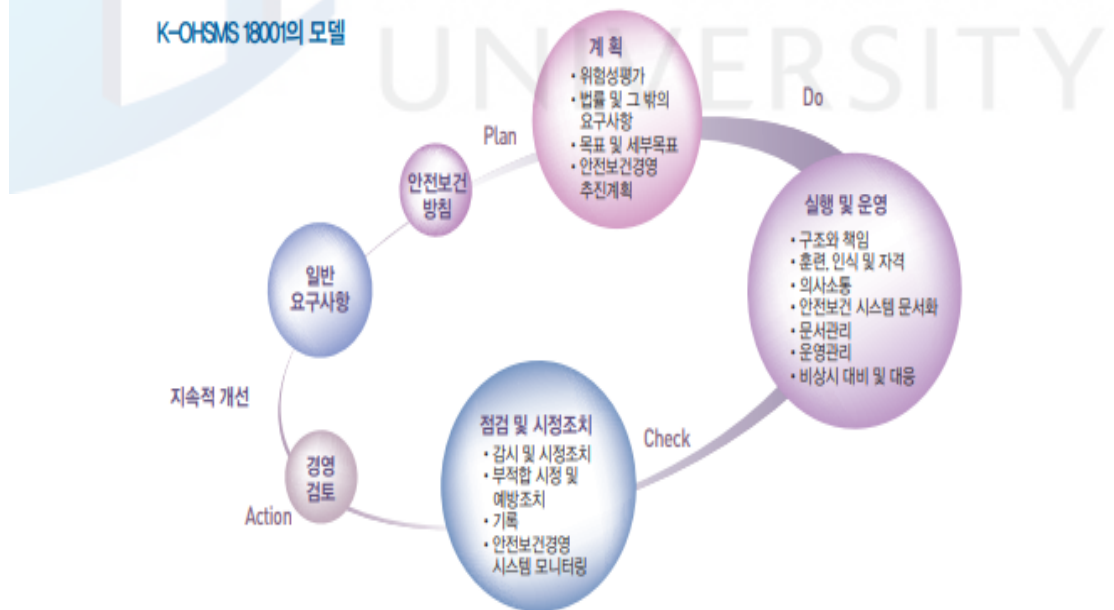 K-OHSMS 18001의 모델
UNIVERSITY
계 획
• 위험성평가
• 법률 및 그 밖의
요구사항
• 목표 및 세부목표
• 안전보건경영
추진계획
Do
실행 및 운영
• 구조와 책임
• 훈련, 인식 및 자격
• 의사소통
• 안전보건 시스템 문서화
• 문서관리
• 운영관리
• 비상시 대비 및 대응
Check
점검 및 시정조치
• 감시 및 시정조치
• 부적합 시정 및
예방조치
• 기록
• 안전보건경영
시스템 모니터링
Action
경영
검토
지속적 개선
일반
요구사항
안전보건
방침
Plan